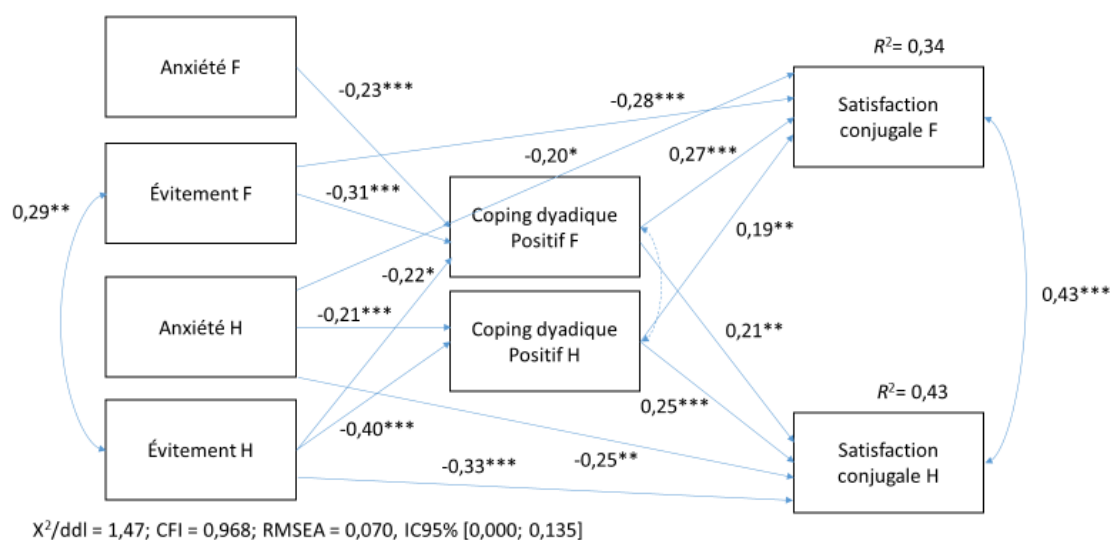 R²= 0,34
Anxiété F
Satisfaction
conjugale F
-0,23***
-0,28***
-0,20*
0,27***
Évitement F
-0,31***
0,29**
Coping dyadique
Positif F
0,19**
-0,22*
0,43***
Anxiété H
-0,21***
Coping dyadique
Positif H
0,21**
R²= 0,43
0,25***
-0,40***
Évitement H
-0,33***
-0,25**
Satisfaction
conjugale H
X²/ddl = 1,47; CFI = 0,968; RMSEA = 0,070, IC95% [0,000; 0,135]